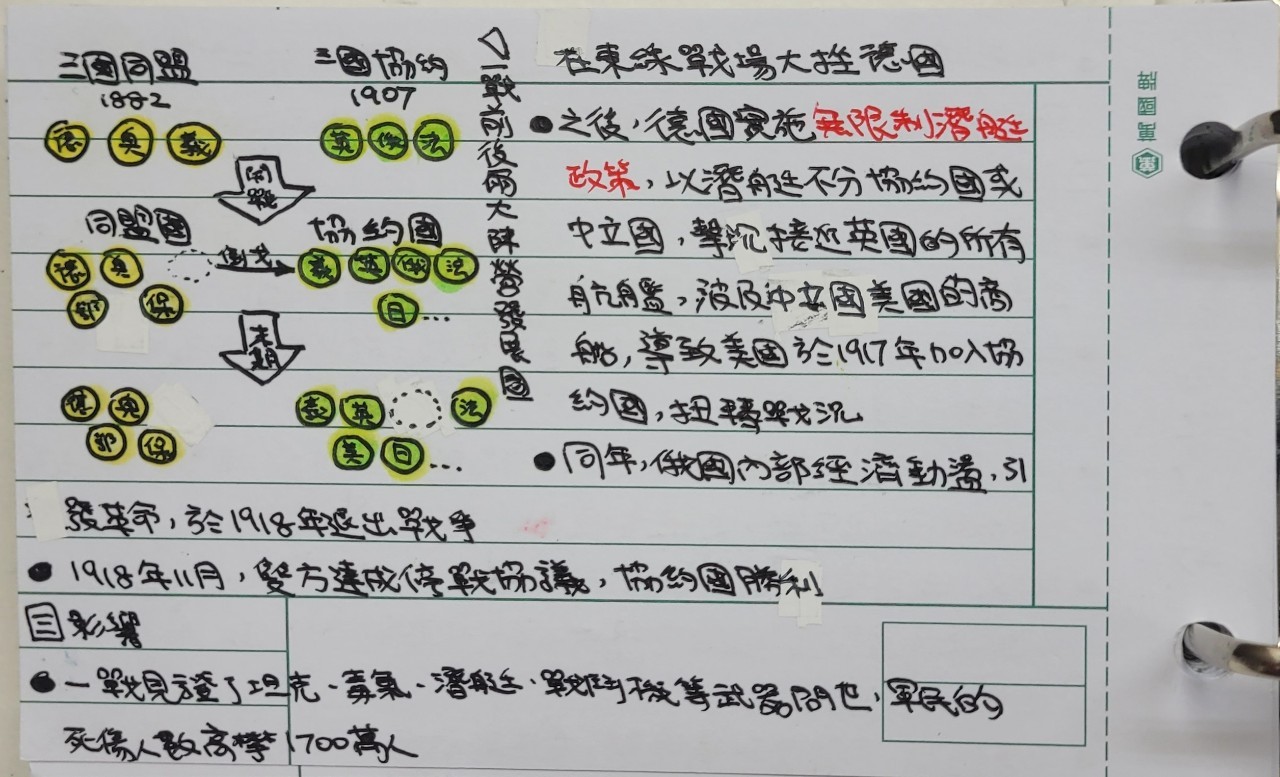 三國同盟 三國協約
1882 1907
德 奧 義 英 俄 法
開戰
同盟國 協約國
德 奧 倒戈 義 英 俄 法
鄂 保 日...
末期
德 奧 義 英 法
鄂 保 美 日...
△一戰前後兩大陣營發展圖
在東線戰場大挫德國
●之後，德國實施無限制潛艇
政策，以潛艇不分協約國或
中立國，擊沉接近英國的所有
航艦，波及中立國美國的商
船，導致美國於1917年加入協
約國，扭轉戰況
●同年，俄國內部經濟動盪，引
發革命，於1918年退出戰爭
●1918年11月，雙方達成停戰協議，協約國勝利
三影響
●一戰見證了坦克、毒氣、潛艇、戰鬥機等武器問世，軍民的
死傷人數高攀1700萬人
萬國牌